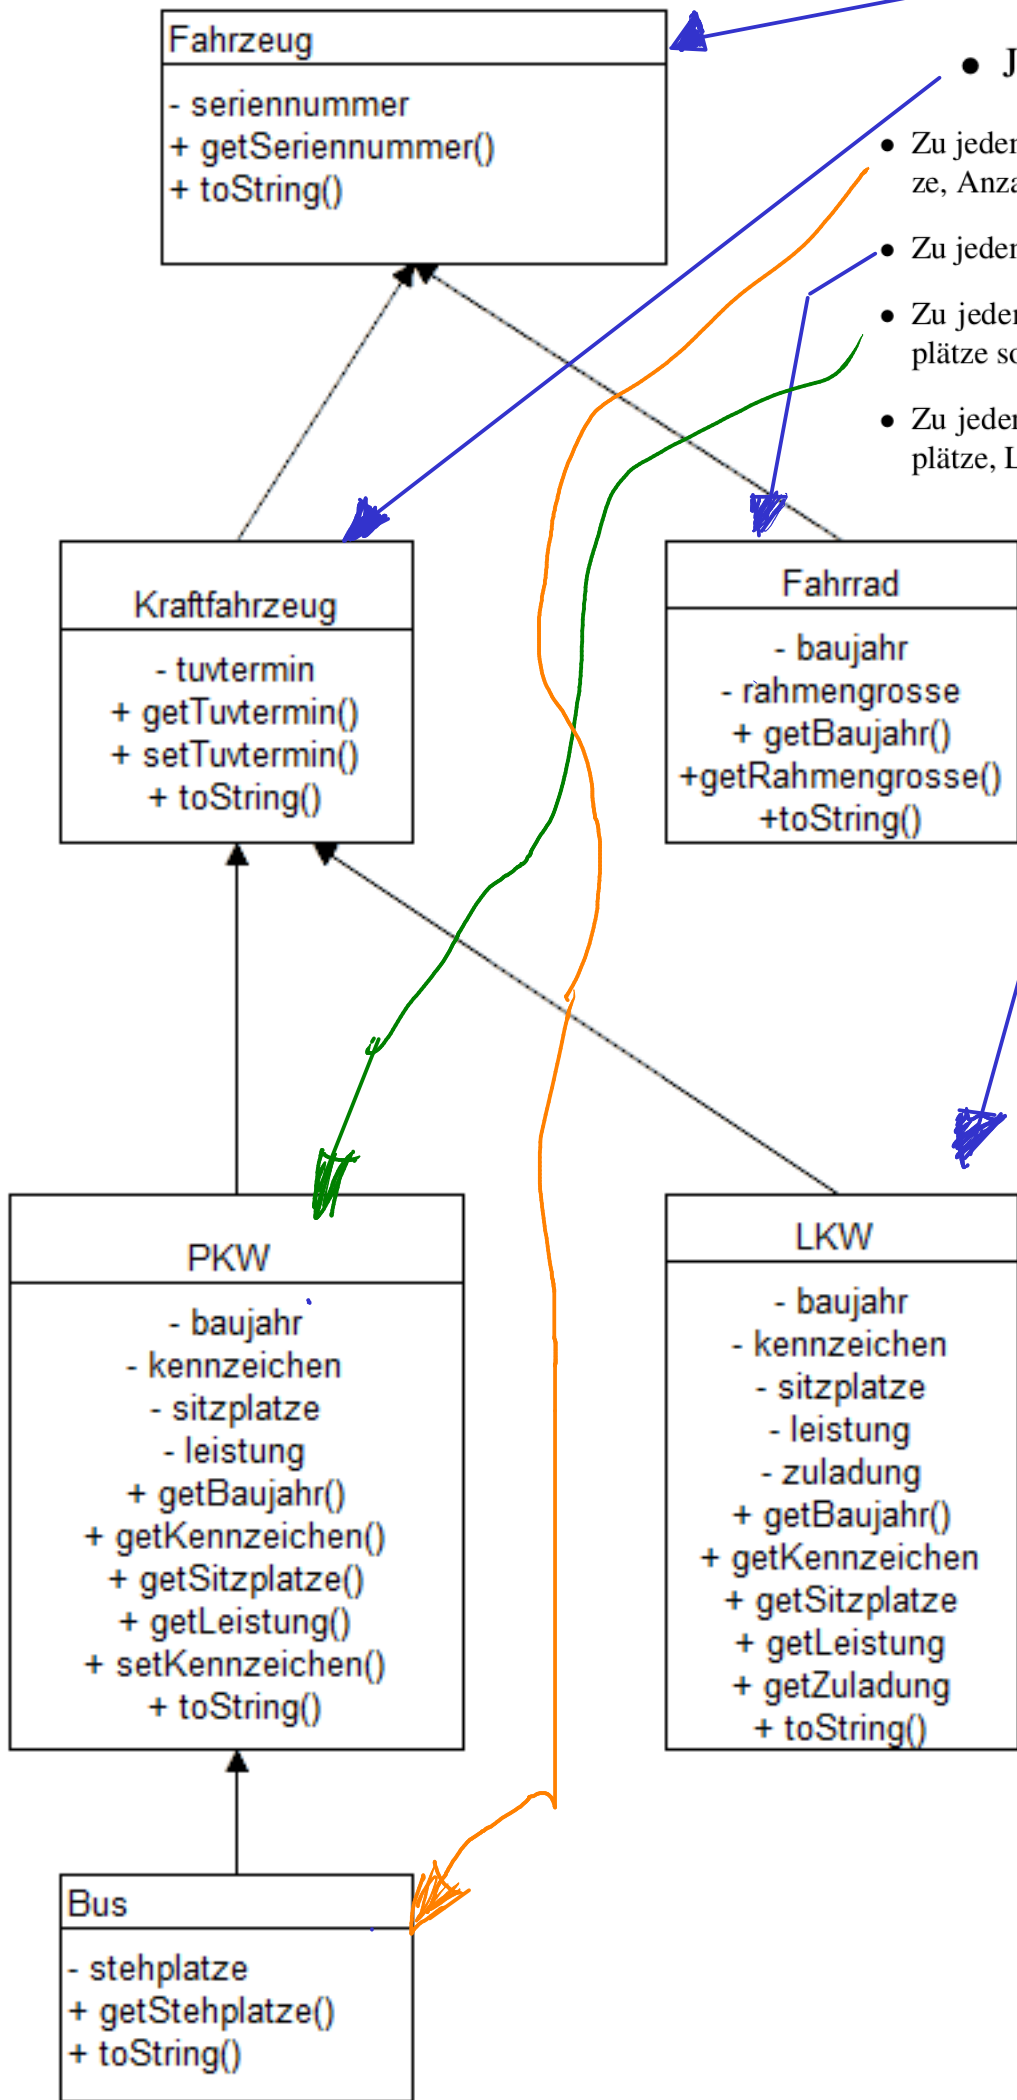 Fahrzeug
- seriennummer
+ getSeriennummer()
+ toString()
● J
● Zu jeder
ze, Anza
● Zu jeder
● Zu jeder
plätze so
● Zu jeder
plätze, L
Kraftfahrzeug
- tuvtermin
+ getTuvtermin()
+ setTuvtermin()
+ toString()
Fahrrad
- baujahr
- rahmengrosse
+ getBaujahr()
+getRahmengrosse()
+toString()
PKW
- baujahr
- kennzeichen
- sitzplatze
- leistung
+ getBaujahr()
+ getKennzeichen()
+ getSitzplatze()
+ getLeistung()
+ setKennzeichen()
+ toString()
LKW
- baujahr
- kennzeichen
- sitzplatze
- leistung
- zuladung
+ getBaujahr()
+ getKennzeichen
+ getSitzplatze
+ getLeistung
+ getZuladung
+ toString()
Bus
- stehplatze
+ getStehplatze()
+ toString()